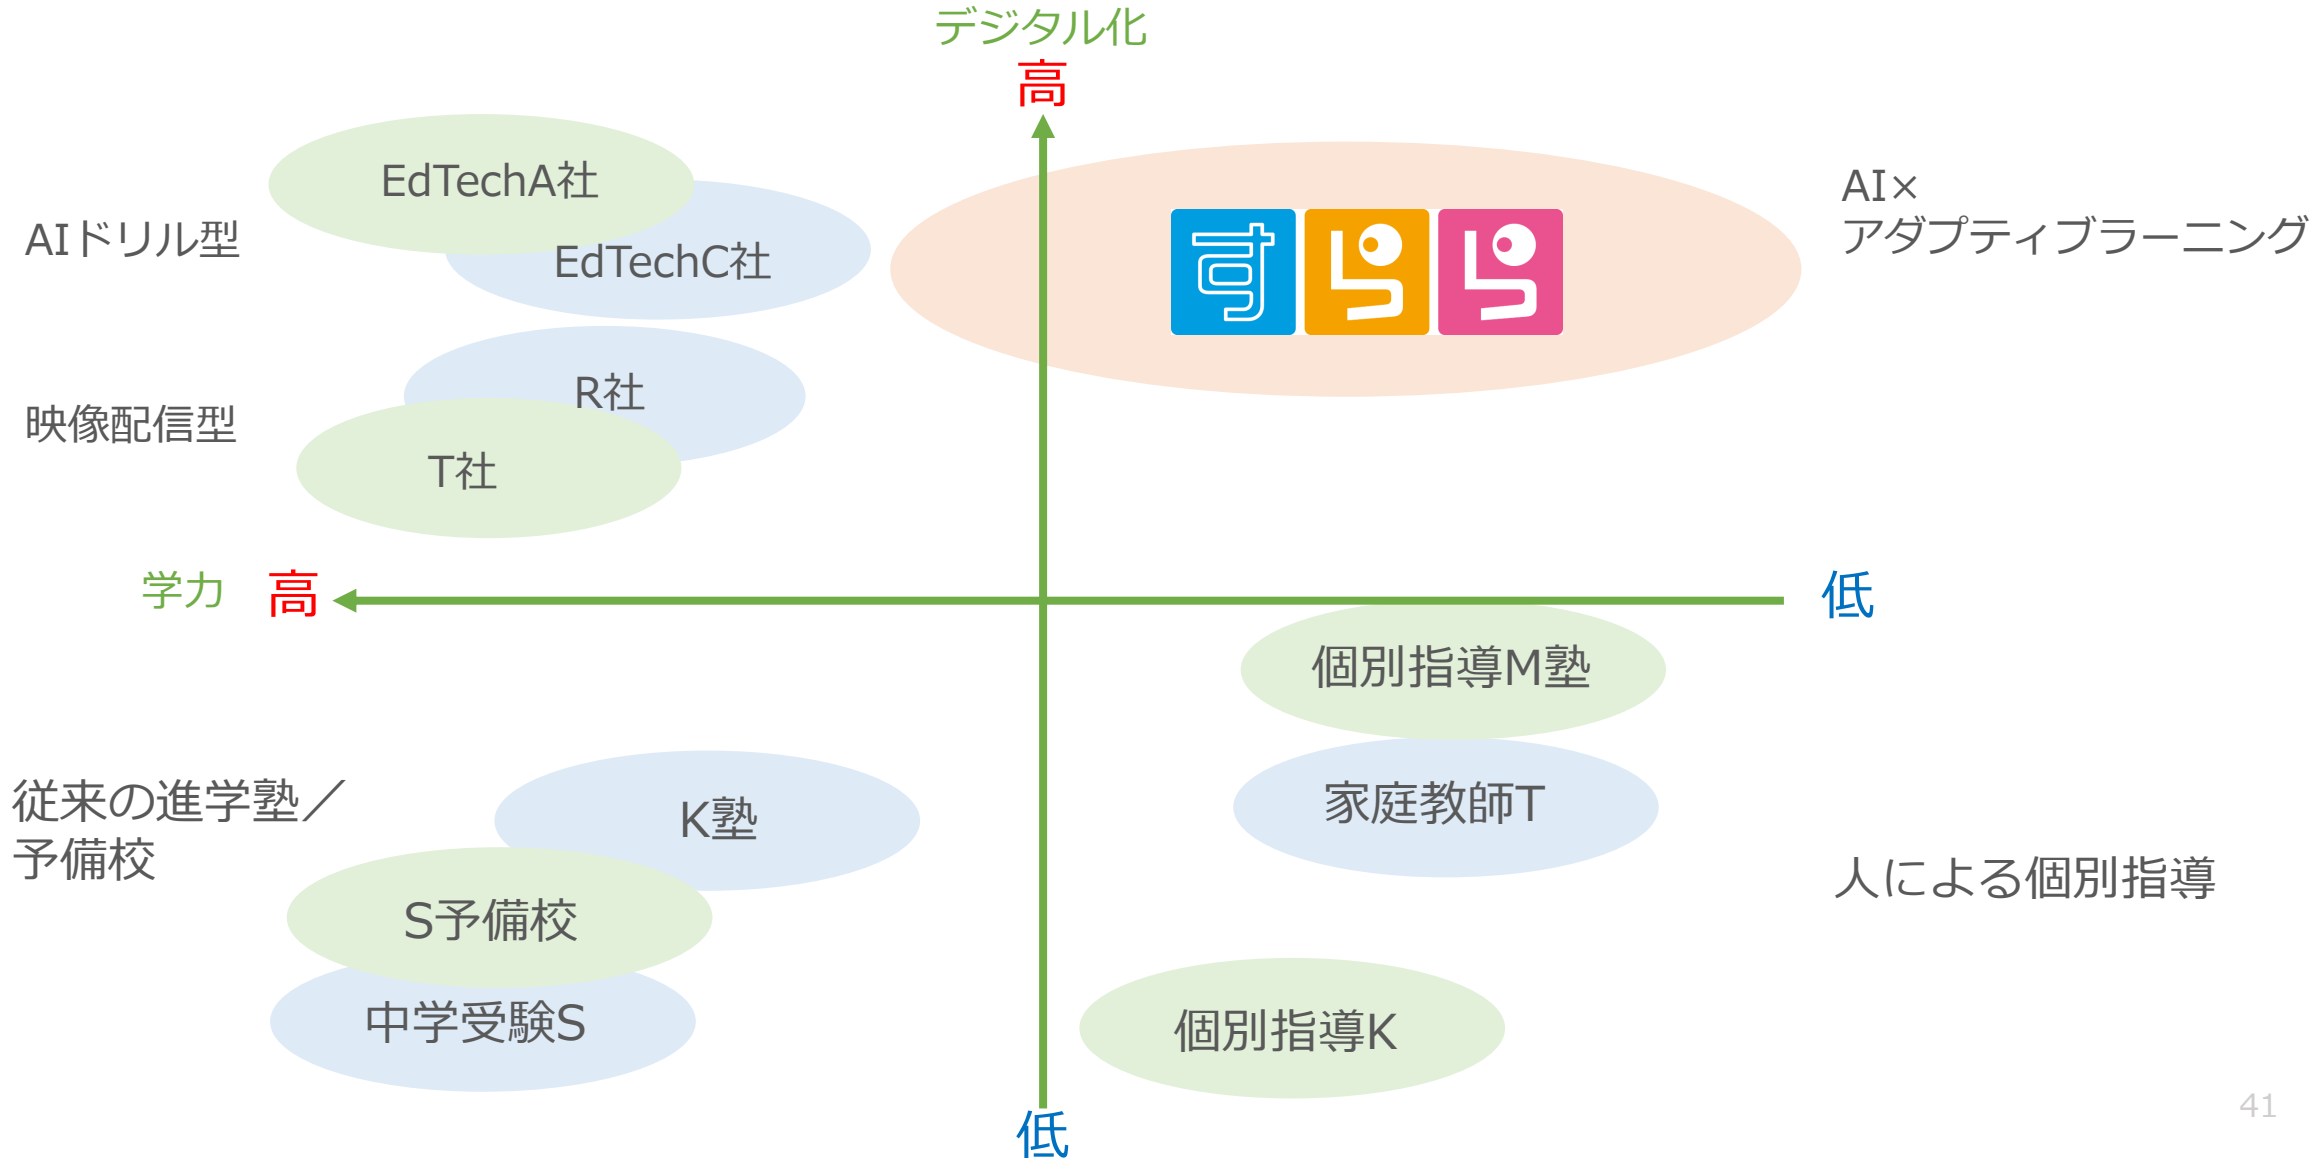 デジタル化
高
EdTechA社
AIドリル型
EdTechC社
すらら
AI×
アダプティブラーニング
R社
映像配信型
T社
学力
高
低
個別指導M塾
従来の進学塾／
予備校
K塾
家庭教師T
人による個別指導
S予備校
中学受験S
個別指導K
低
41